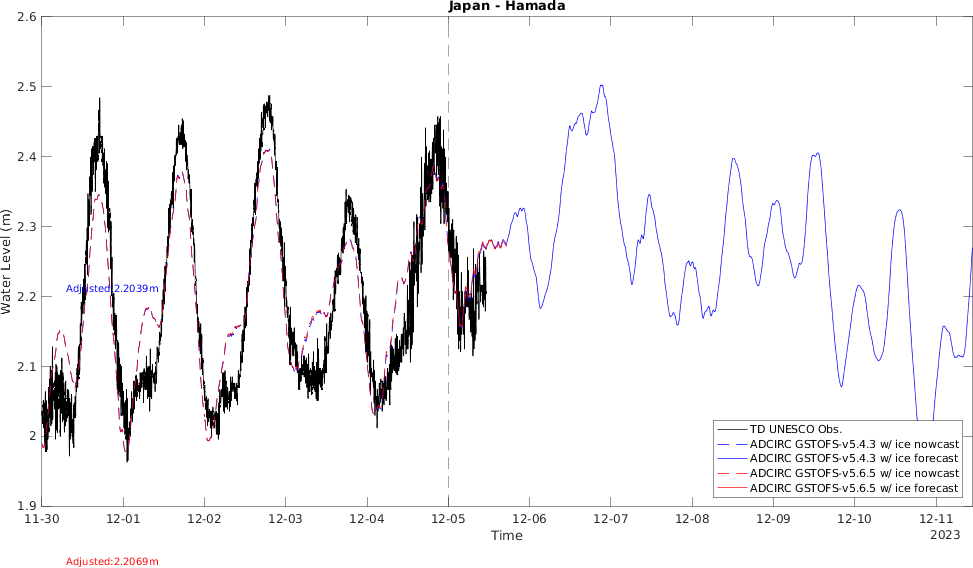 Japan - Hamada
2.6
2.5
2.4
2.3
2.2
2.1
2
1.9
Water Level (m)
Adjusted:2.2039m
TD UNESCO Obs.
ADCIRC GSTOFS-v5.4.3 w/ ice nowcast
ADCIRC GSTOFS-v5.4.3 w/ ice forecast
ADCIRC GSTOFS-v5.6.5 w/ ice nowcast
ADCIRC GSTOFS-v5.6.5 w/ ice forecast
11-30 12-01 12-02 12-03 12-04 12-05 12-06 12-07 12-08 12-09 12-10 12-11
Time
2023
Adjusted:2.2069m